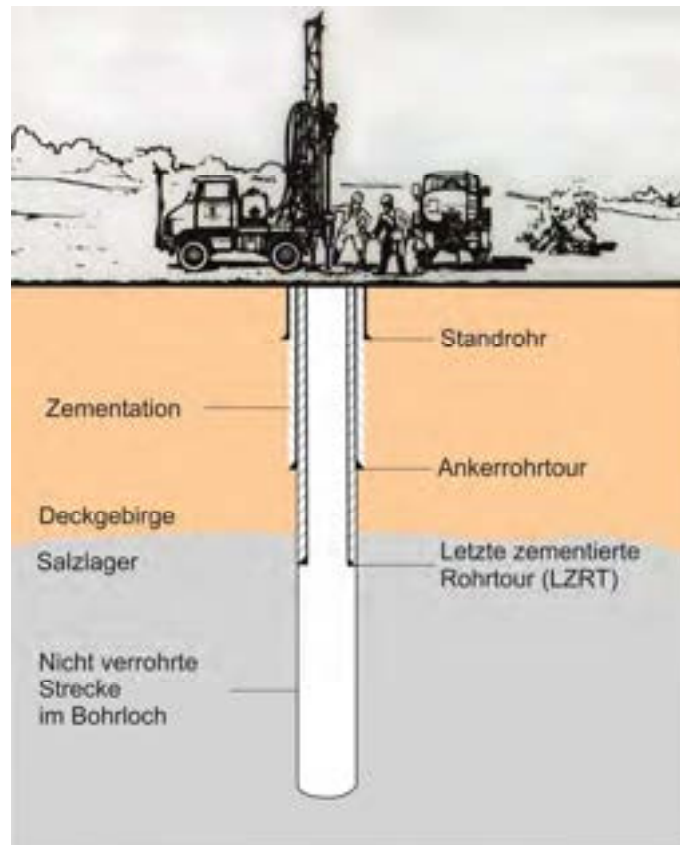 Standrohr
Zementation
Ankerrohrtour
Deckgebirge
Salzlager
Letzte zementierte
Rohrtour (LZRT)
Nicht verrohrte
Strecke
im Bohrloch